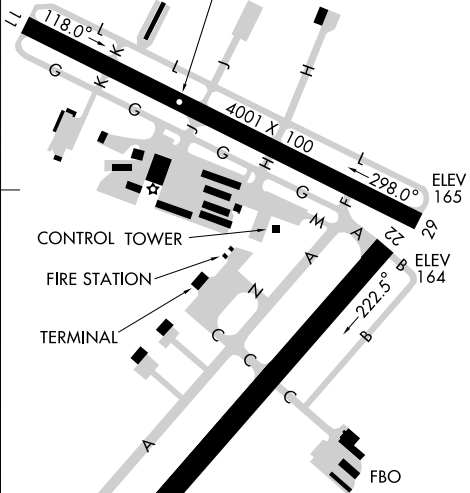 11
118.0°
L
K
L
J
H
G
K
G
J
4001 X 100
G
H
L
298.0°
ELEV
165
G
F
29
M
A
22
CONTROL TOWER
A
B
ELEV
164
FIRE STATION
N
222.5°
TERMINAL
C
B
C
C
A
FBO